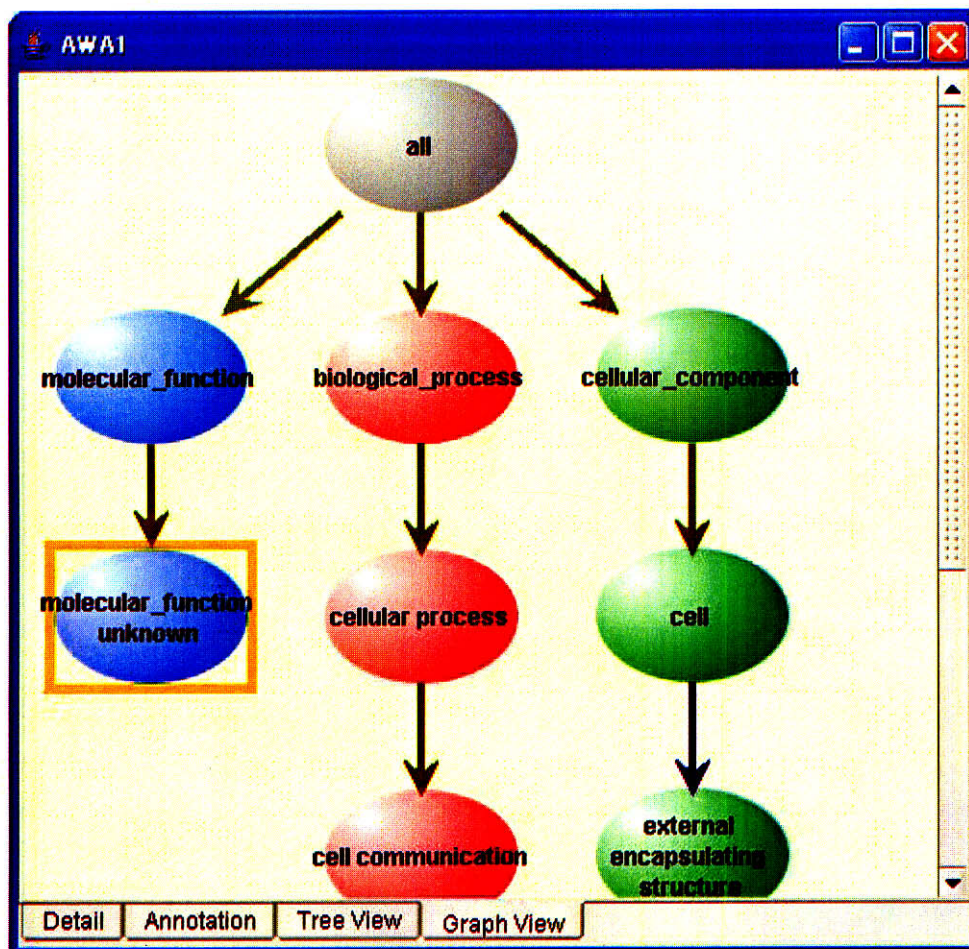 AWA1
all
molecular_function
biological_process
cellular_component
molecular_function
unknown
cellular process
cell
cell communication
external
encapsulating
structure
Detail
Annotation
Tree View
Graph View